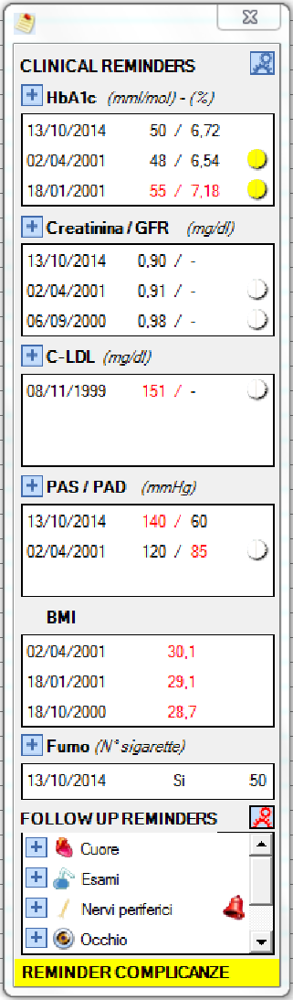 CLINICAL REMINDERS
HbA1c (mml/mol) - (%)
13/10/2014 50 / 6,72
02/04/2001 48 / 6,54
18/01/2001 55 / 7,18
Creatinina / GFR (mg/dl)
13/10/2014 0,90 / -
02/04/2001 0,91 / -
06/09/2000 0,98 / -
C-LDL (mg/dl)
08/11/1999 151 / -
PAS / PAD (mmHg)
13/10/2014 140 / 60
02/04/2001 120 / 85
BMI
02/04/2001 30,1
18/01/2001 29,1
18/10/2000 28,7
Fumo (N° sigarette)
13/10/2014 Si 50
FOLLOW UP REMINDERS
Cuore
Esami
Nervi periferici
Occhio
REMINDER COMPLICANZE